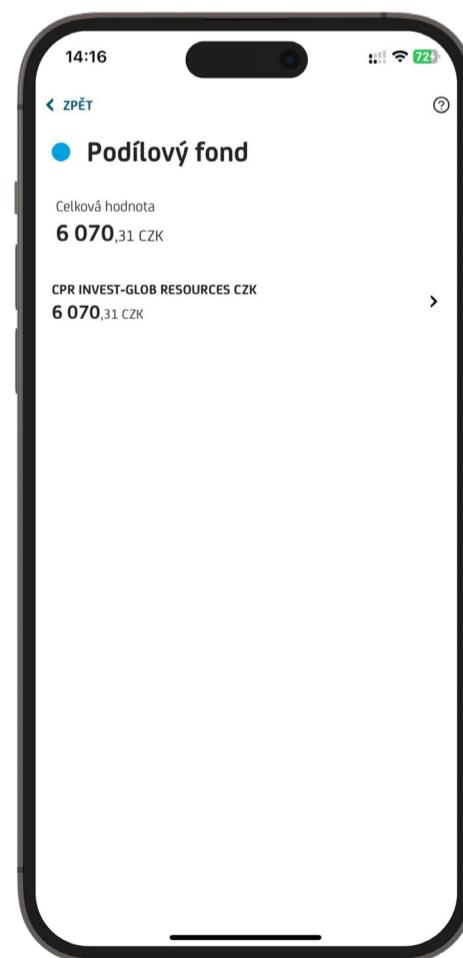 14:16
72
ZPĚT
Podílový fond
Celková hodnota
6 070,31 CZK
CPR INVEST-GLOB RESOURCES CZK
6 070,31 CZK